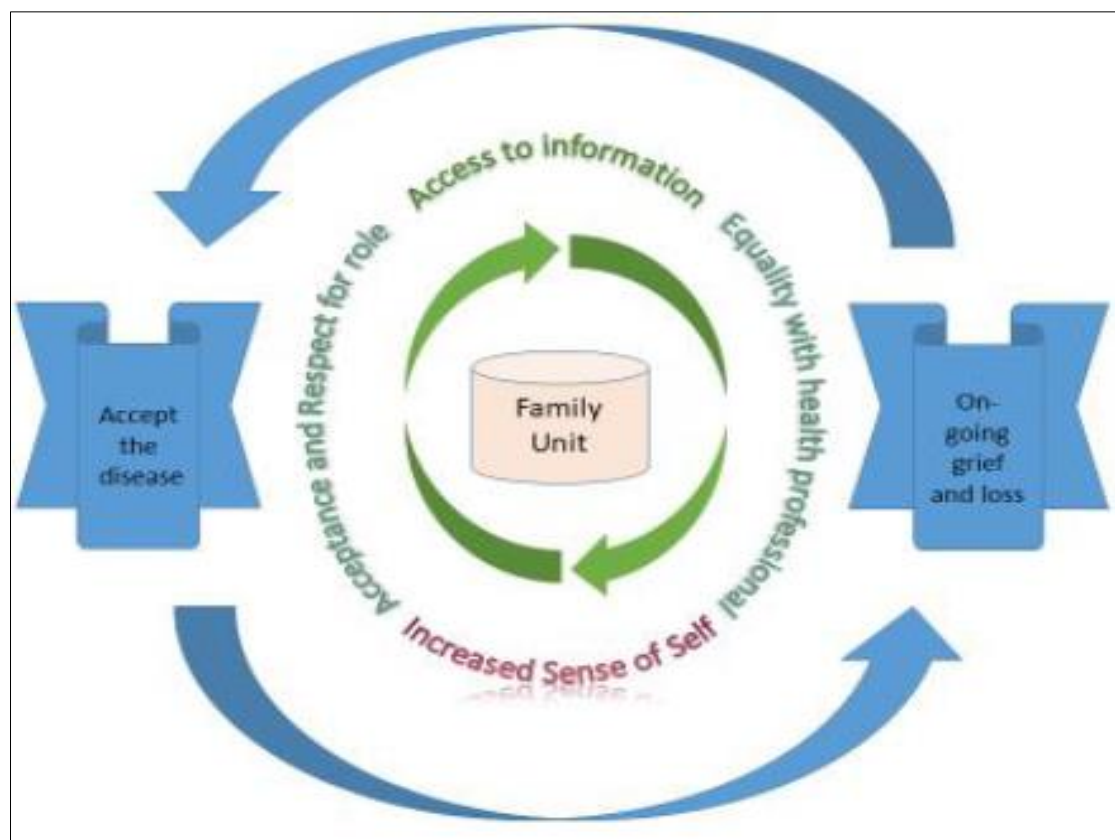 Access to information
Equality with health professional
Increased Sense of Self
Acceptance and Respect for role
Family
Unit
Accept
the
disease
On-
going
grief
and loss